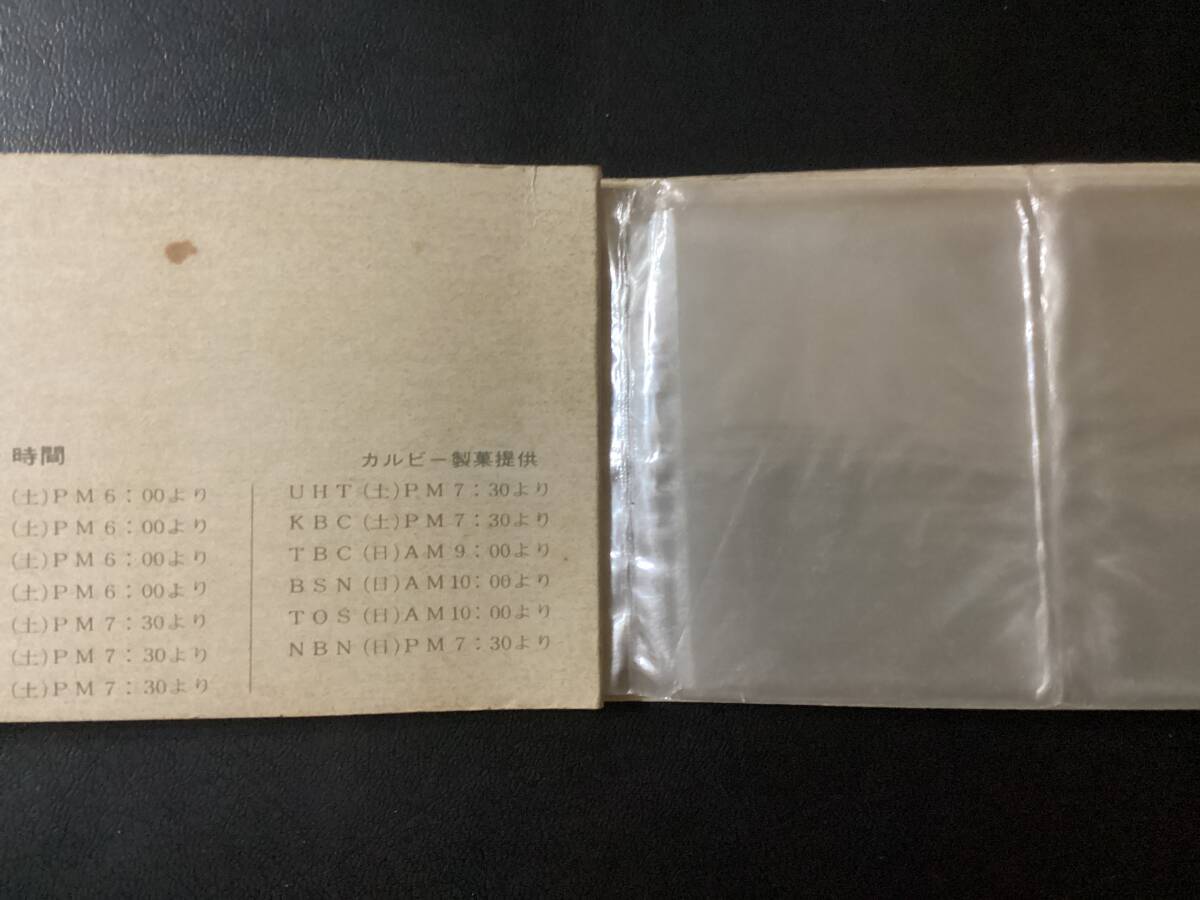 時間
(土)PM6:00より
(土)PM6:00より
(土)PM6:00より
(土)PM6:00より
(土)PM7:30より
(土)PM7:30より
(土)PM7:30より
カルビー製菓提供
UHT(土)PM7:30より
KBC(土)PM7:30より
TBC(日)AM9:00より
BSN(日)AM10:00より
TOS(日)AM10:00より
NBN(日)PM7:30より